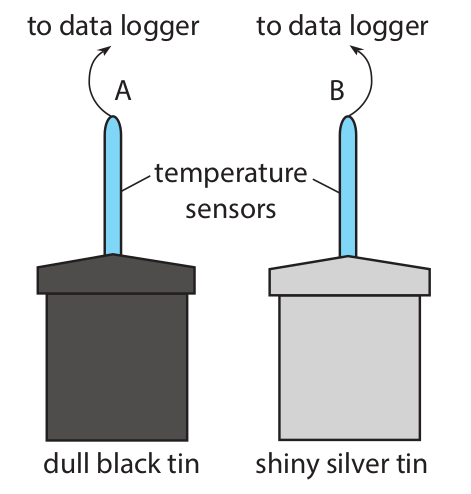 to data logger
to data logger
A
B
temperature
sensors
dull black tin
shiny silver tin